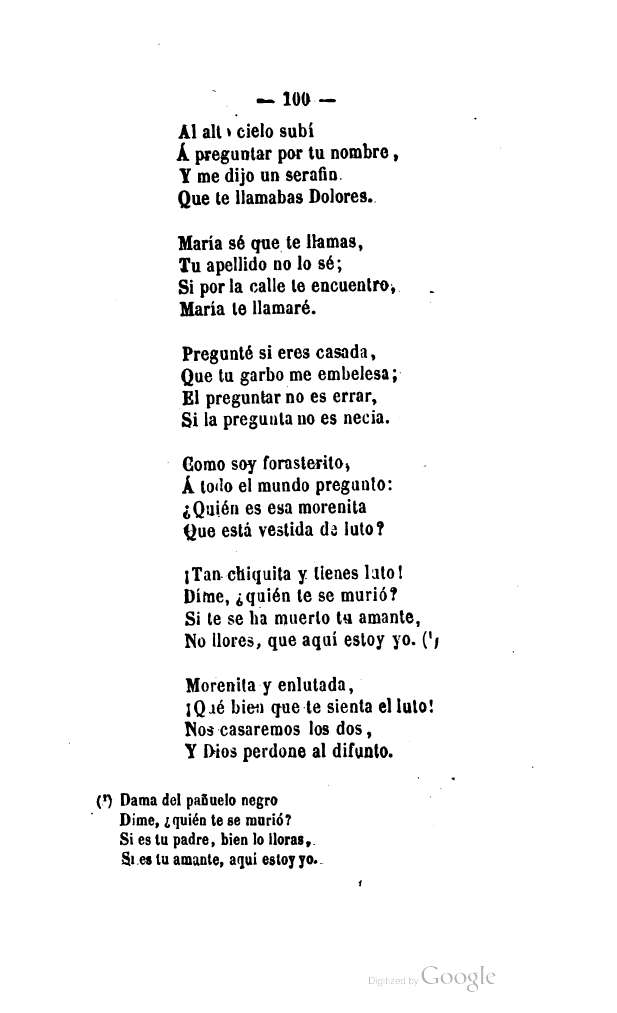 — 100 —
Al alto cielo subí
Á preguntar por tu nombre,
Y me dijo un serafin
Que te llamabas Dolores.
María sé que te llamas,
Tu apellido no lo sé;
Si por la calle te encuentro,
María te llamaré.
Pregunté si eres casada,
Que tu garbo me embelesa;
El preguntar no es errar,
Si la pregunta no es necia.
Como soy forasterito,
Á todo el mundo pregunto:
¿Quién es esa morenita
Que está vestida de luto?
¡Tan chiquita y tienes luto!
Dime, ¿quién te se murió?
Si te se ha muerto tu amante,
No llores, que aquí estoy yo. (¹)
Morenita y enlutada,
¡Qué bien que te sienta el luto!
Nos casaremos los dos,
Y Dios perdone al difunto.
(¹) Dama del pañuelo negro
Dime, ¿quién te se murió?
Si es tu padre, bien lo lloras,
Si es tu amante, aqui estoy yo.
Digitized by Google